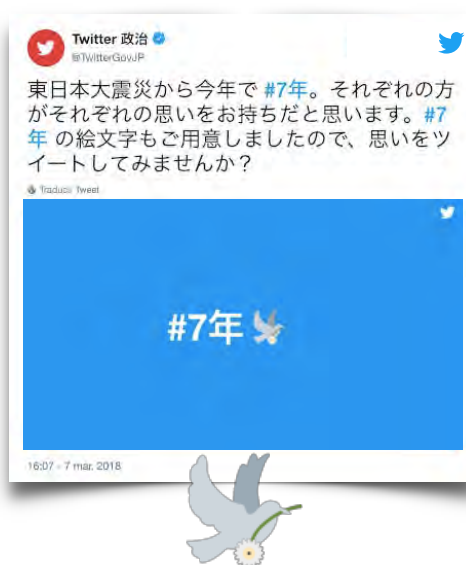 Twitter 政治
@TwitterGovJP
東日本大震災から今年で #7年。それぞれの方
がそれぞれの思いをお持ちだと思います。#7
年 の絵文字もご用意しましたので、思いをツ
イートしてみませんか？
Traducir Tweet
#7年
16:07 - 7 mar. 2018